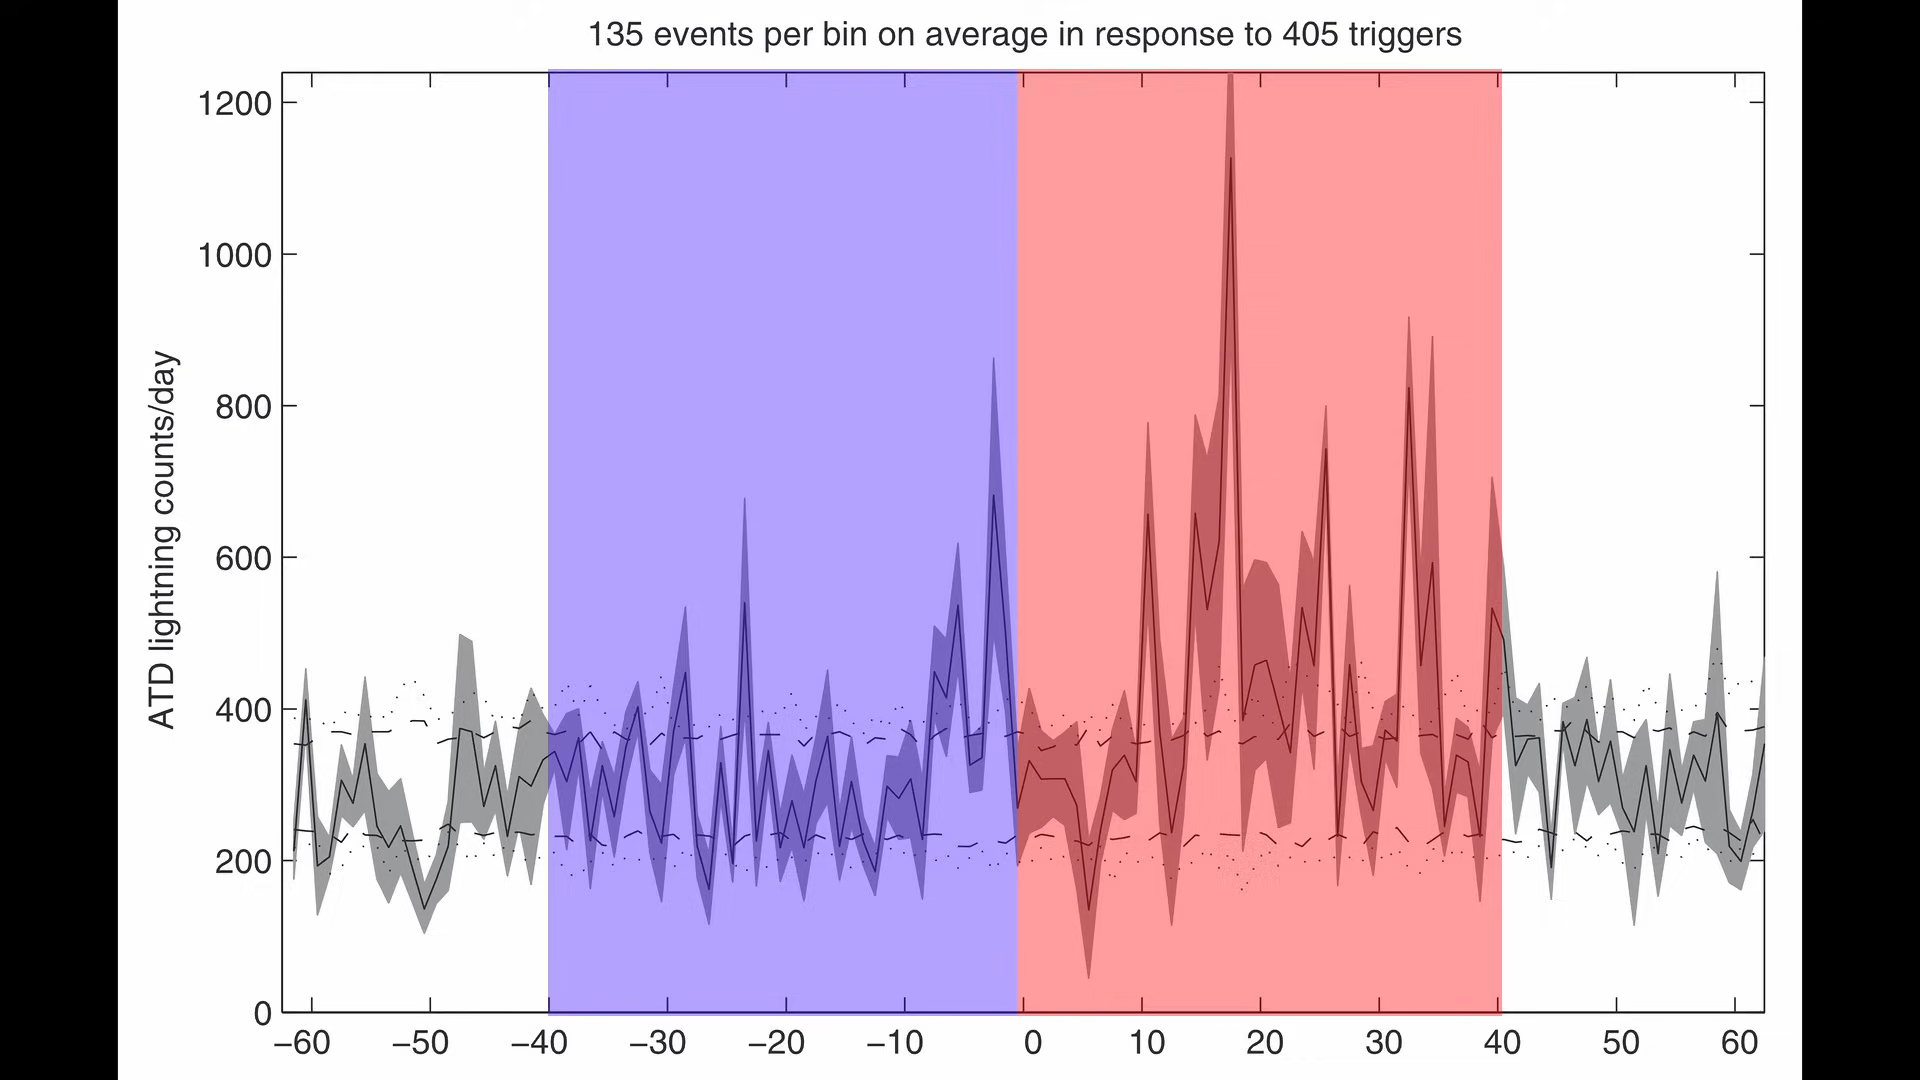 135 events per bin on average in response to 405 triggers
ATD lightning counts/day
1200
1000
800
600
400
200
0
−60 −50 −40 −30 −20 −10 0 10 20 30 40 50 60